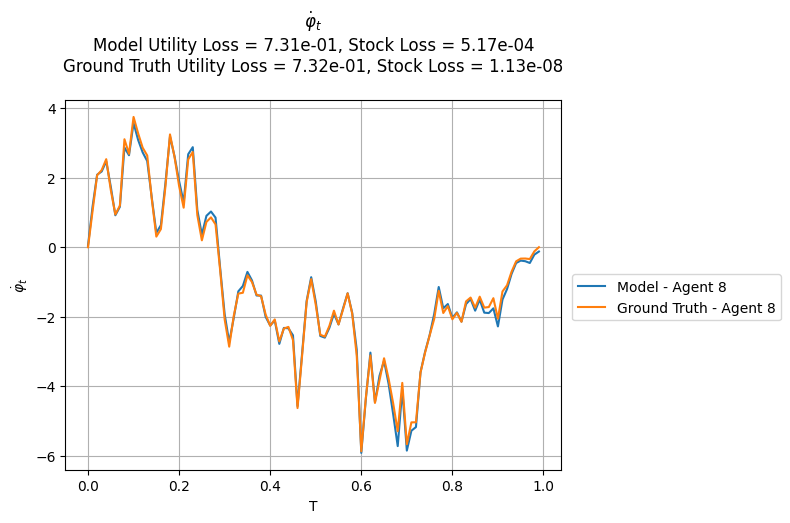 φ̇ₜ
Model Utility Loss = 7.31e-01, Stock Loss = 5.17e-04
Ground Truth Utility Loss = 7.32e-01, Stock Loss = 1.13e-08
φ̇ₜ
4
2
0
−2
−4
−6
0.0 0.2 0.4 0.6 0.8 1.0
T
Model - Agent 8
Ground Truth - Agent 8